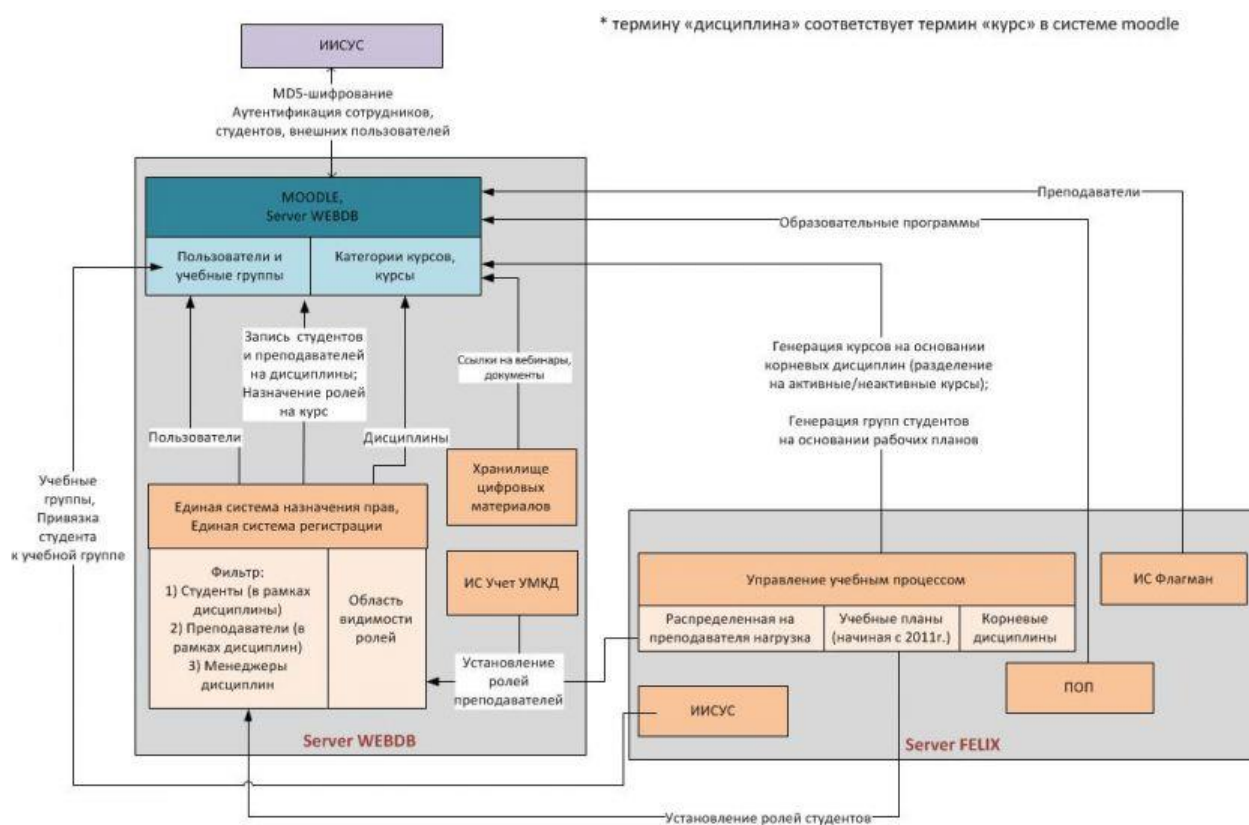 * термину «дисциплина» соответствует термин «курс» в системе moodle
ИИСУС
MD5-шифрование
Аутентификация сотрудников,
студентов, внешних пользователей
MOODLE,
Server WEBDB
Пользователи и
учебные группы
Категории курсов,
курсы
Преподаватели
Образовательные программы
Запись студентов
и преподавателей
на дисциплины;
Назначение ролей
на курс
Ссылки на вебинары,
документы
Генерация курсов на основании
корневых дисциплин (разделение
на активные/неактивные курсы);
Генерация групп студентов
на основании рабочих планов
Пользователи
Дисциплины
Учебные
группы,
Привязка
студента
к учебной группе
Хранилище
цифровых
материалов
Единая система назначения прав,
Единая система регистрации
Фильтр:
1) Студенты (в рамках
дисциплины)
2) Преподаватели (в
рамках дисциплин)
3) Менеджеры
дисциплин
Область
видимости
ролей
ИС Учет УМКД
Установление
ролей
преподавателей
Server WEBDB
Управление учебным процессом
Распределенная на
преподавателя нагрузка
Учебные планы
(начиная с 2011г.)
Корневые
дисциплины
ИС Флагман
ПОП
ИИСУС
Server FELIX
Установление ролей студентов